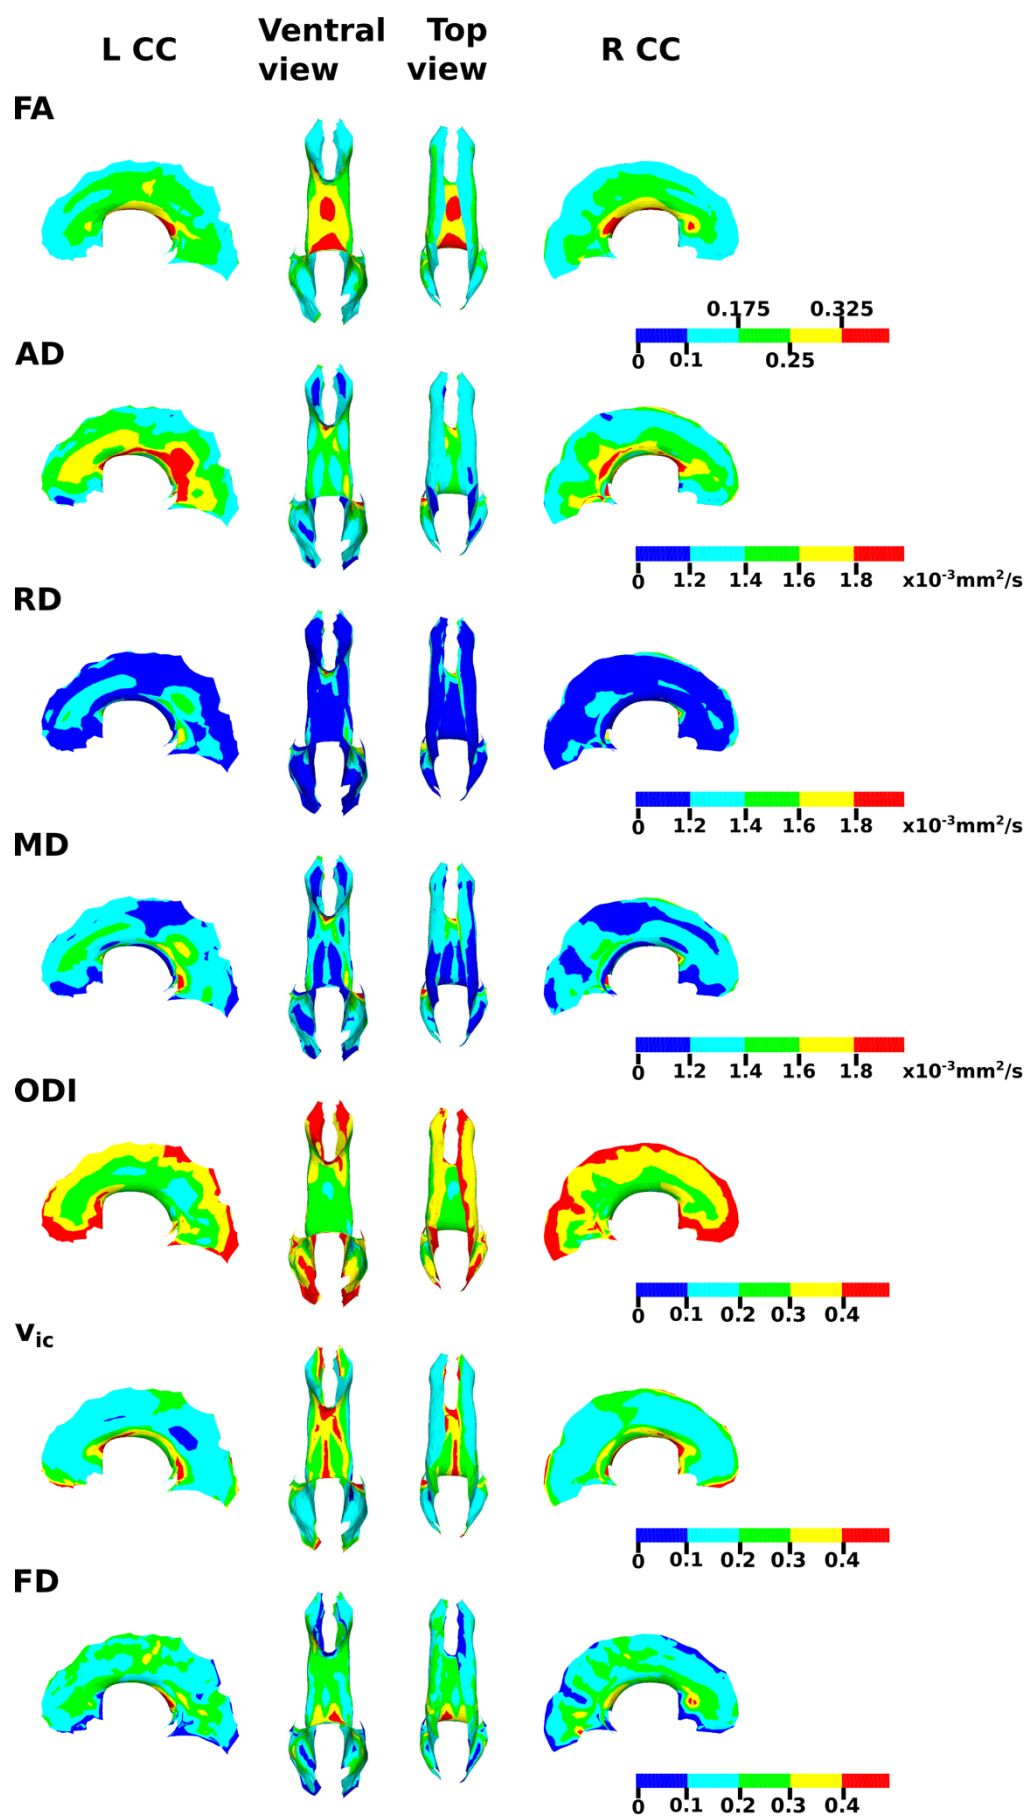 L CC
Ventral view
Top view
R CC
FA
0.175 0.325
0 0.1 0.25
AD
0 1.2 1.4 1.6 1.8 x10⁻³mm²/s
RD
0 1.2 1.4 1.6 1.8 x10⁻³mm²/s
MD
0 1.2 1.4 1.6 1.8 x10⁻³mm²/s
ODI
0 0.1 0.2 0.3 0.4
vic
0 0.1 0.2 0.3 0.4
FD
0 0.1 0.2 0.3 0.4